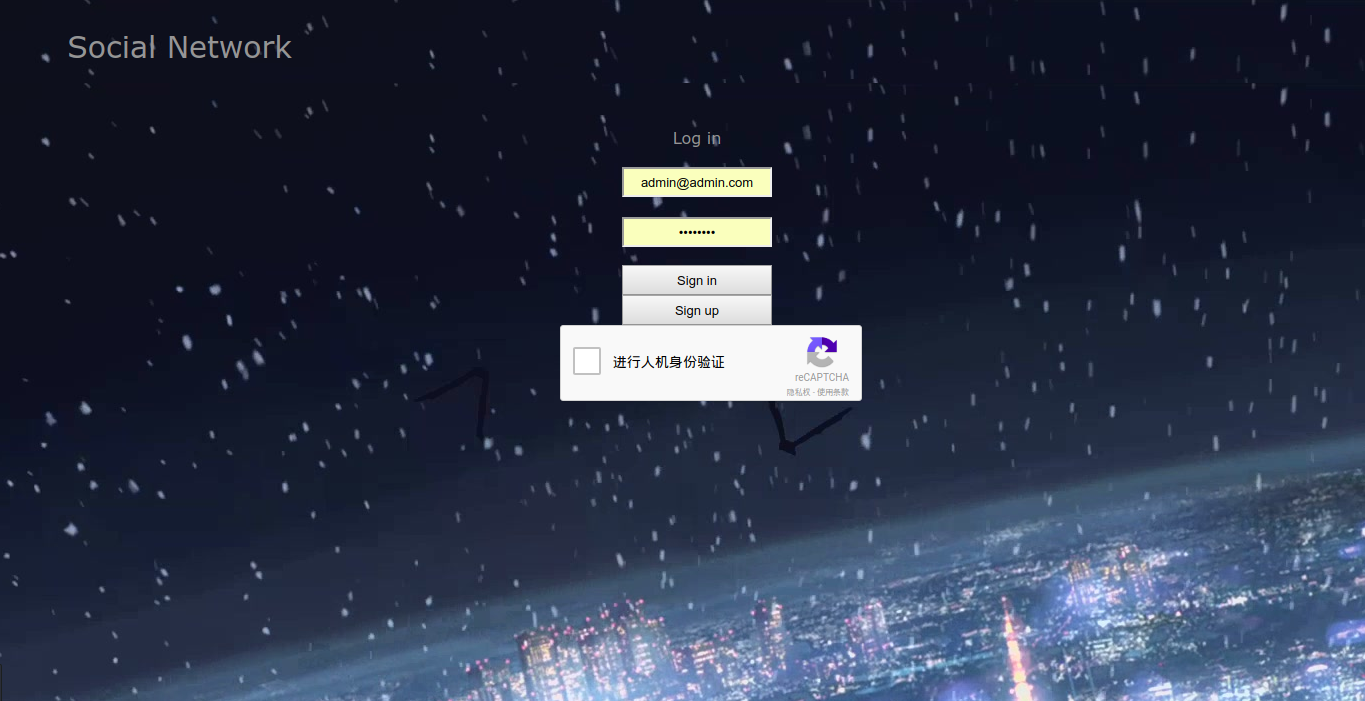 Social Network
Log in
admin@admin.com
••••••••
Sign in
Sign up
进行人机身份验证
reCAPTCHA
隐私权 - 使用条款